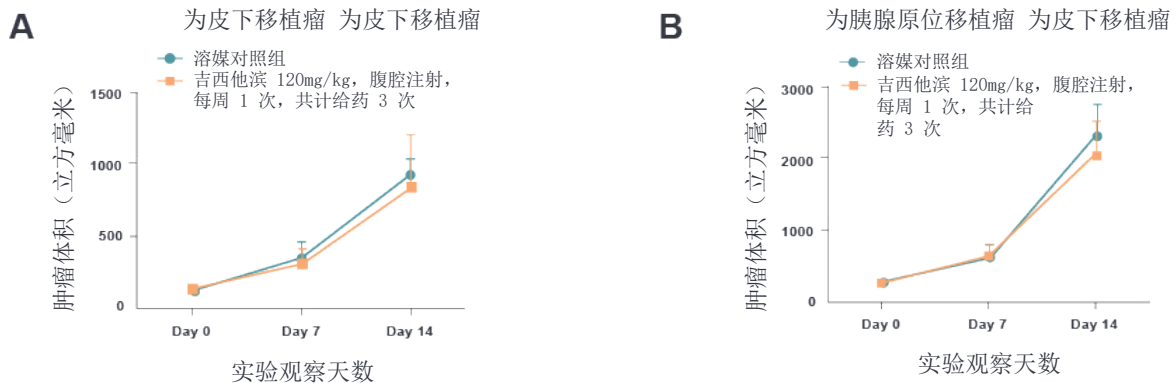 A
为皮下移植瘤 为皮下移植瘤
溶媒对照组
吉西他滨 120mg/kg，腹腔注射，
每周 1 次，共计给药 3 次
肿瘤体积（立方毫米）
1500
1000
500
0
Day 0 Day 7 Day 14
实验观察天数
B
为胰腺原位移植瘤 为皮下移植瘤
溶媒对照组
吉西他滨 120mg/kg，腹腔注射，
每周 1 次，共计给
药 3 次
肿瘤体积（立方毫米）
3000
2000
1000
0
Day 0 Day 7 Day 14
实验观察天数